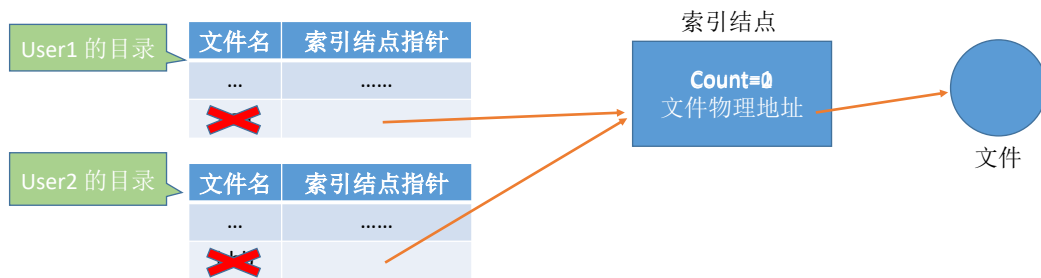 索引结点
User1 的目录
文件名 索引结点指针
... ......
文件物理地址
文件
User2 的目录
文件名 索引结点指针
... ......